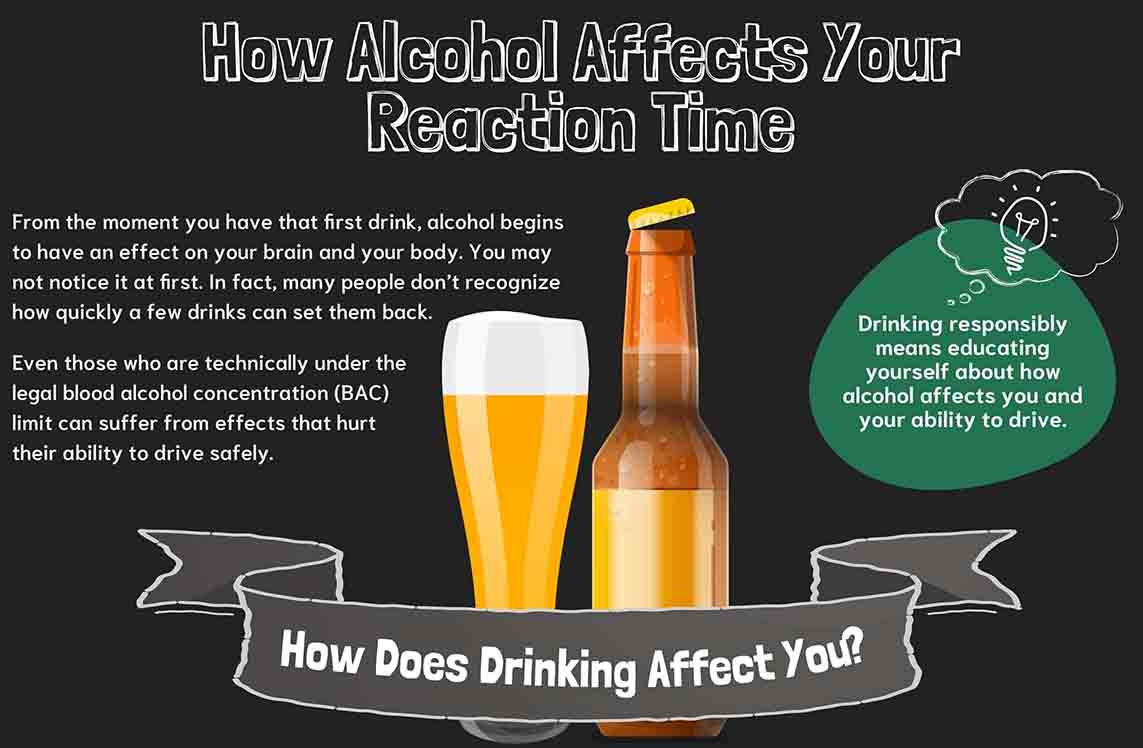 How Alcohol Affects Your
Reaction Time
From the moment you have that first drink, alcohol begins
to have an effect on your brain and your body. You may
not notice it at first. In fact, many people don't recognize
how quickly a few drinks can set them back.
Even those who are technically under the
legal blood alcohol concentration (BAC)
limit can suffer from effects that hurt
their ability to drive safely.
Drinking responsibly
means educating
yourself about how
alcohol affects you and
your ability to drive.
How Does Drinking Affect You?